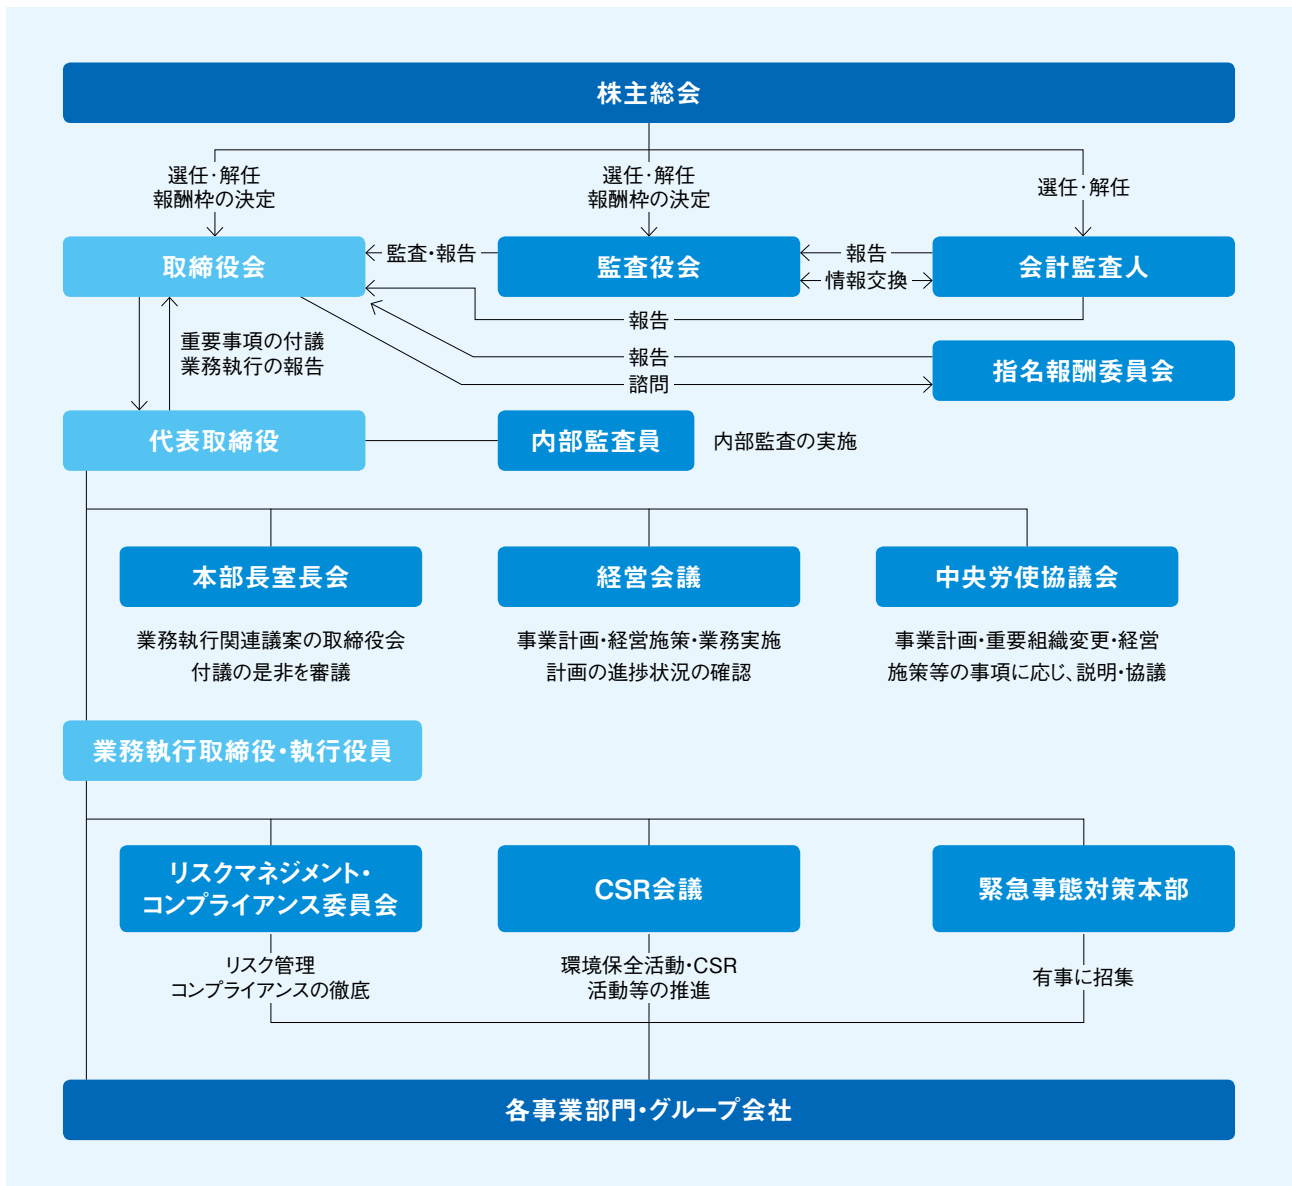 株主総会
選任・解任
報酬枠の決定
選任・解任
報酬枠の決定
選任・解任
取締役会
監査・報告
監査役会
報告
情報交換
会計監査人
報告
重要事項の付議
業務執行の報告
報告
諮問
指名報酬委員会
代表取締役
内部監査員
内部監査の実施
本部長室長会
経営会議
中央労使協議会
業務執行関連議案の取締役会
付議の是非を審議
事業計画・経営施策・業務実施
計画の進捗状況の確認
事業計画・重要組織変更・経営
施策等の事項に応じ、説明・協議
業務執行取締役・執行役員
リスクマネジメント・
コンプライアンス委員会
CSR会議
緊急事態対策本部
リスク管理
コンプライアンスの徹底
環境保全活動・CSR
活動等の推進
有事に招集
各事業部門・グループ会社